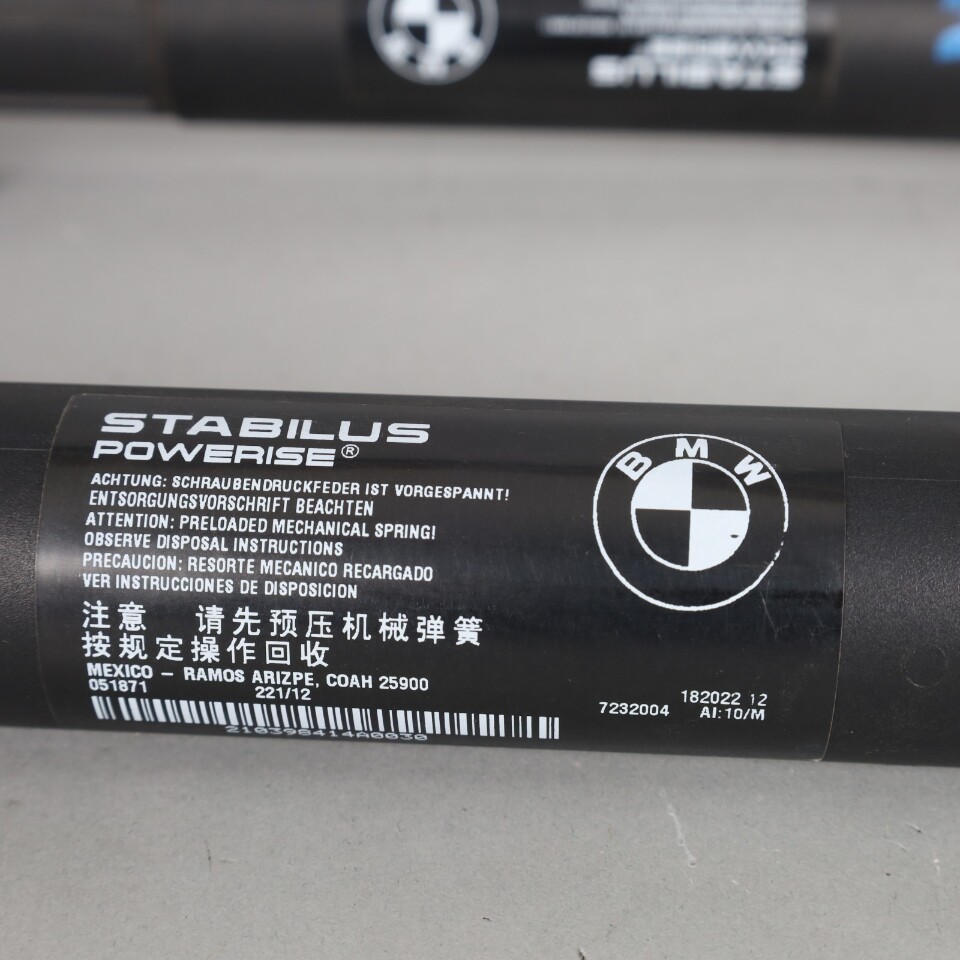 STABILUS
STABILUS
POWERISE®
ACHTUNG: SCHRAUBENDRUCKFEDER IST VORGESPANNT!
ENTSORGUNGSVORSCHRIFT BEACHTEN
ATTENTION: PRELOADED MECHANICAL SPRING!
OBSERVE DISPOSAL INSTRUCTIONS
PRECAUCION: RESORTE MECANICO RECARGADO
VER INSTRUCCIONES DE DISPOSICION
注意 请先预压机械弹簧
按规定操作回收
MEXICO – RAMOS ARIZPE, COAH 25900
051871 221/12
210398414A0030
BMW
182022 12
7232004 AI:10/M